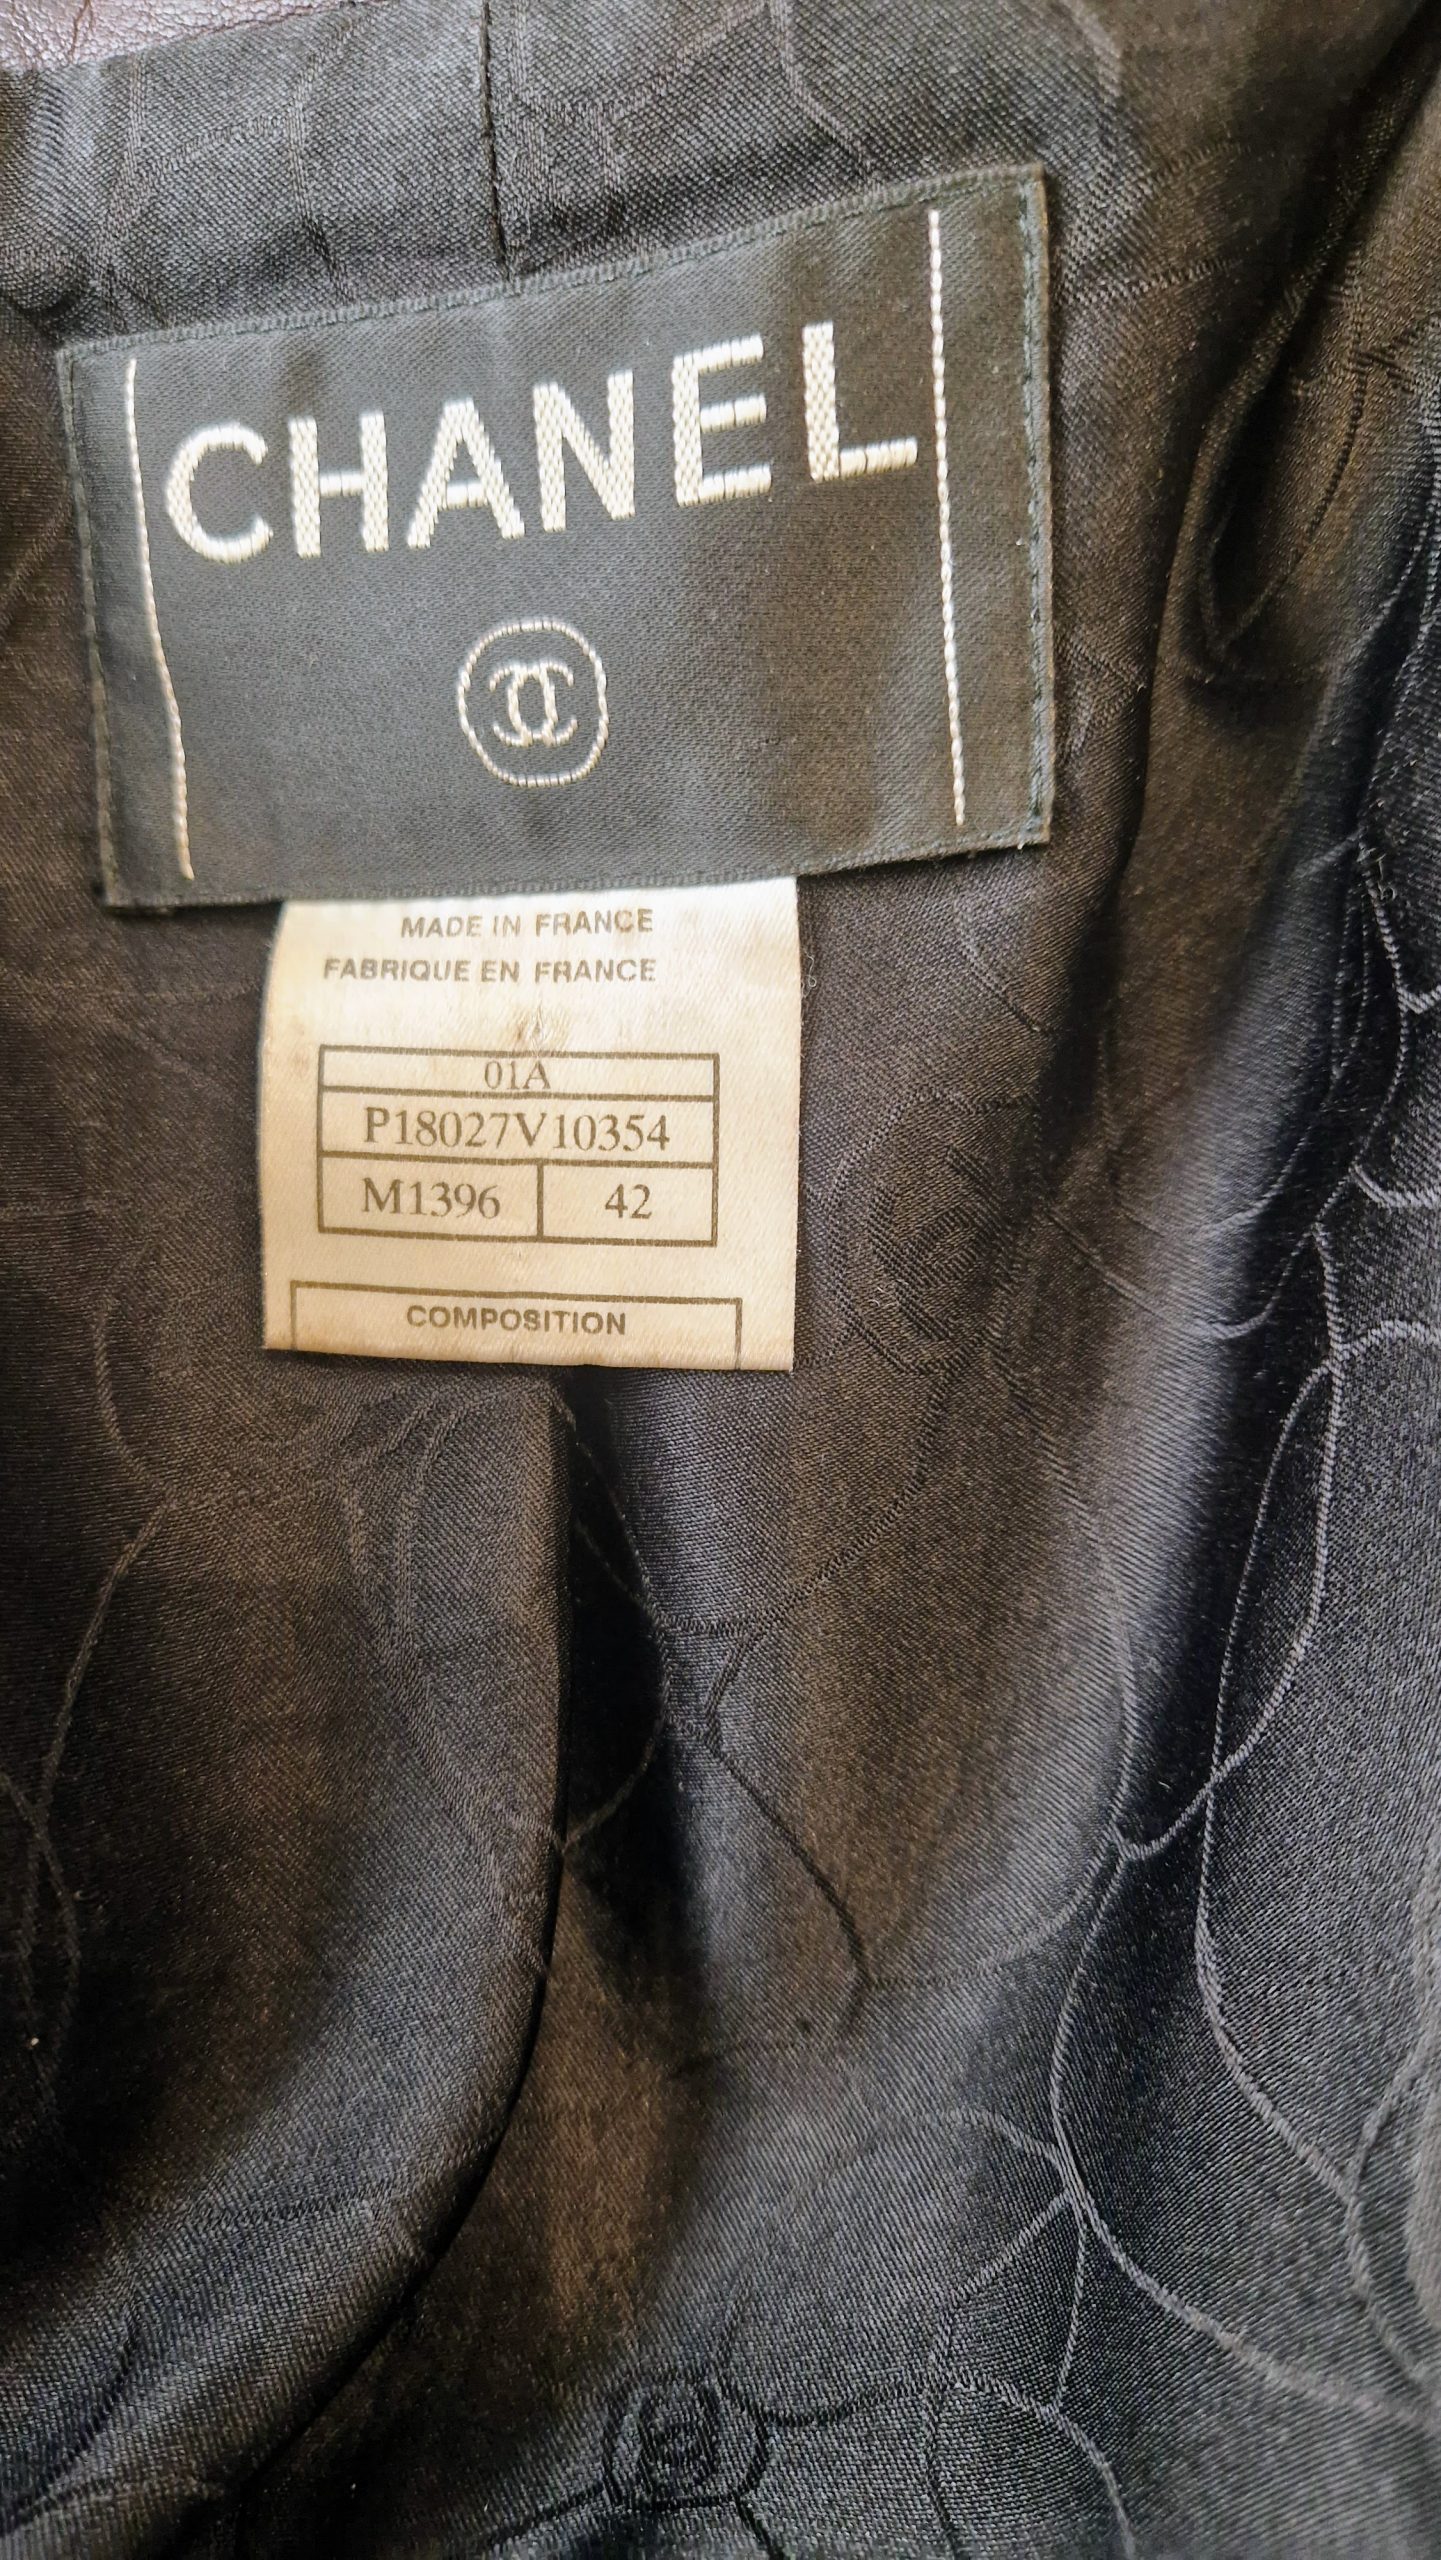 CHANEL
MADE IN FRANCE
FABRIQUE EN FRANCE
01A
P18027V10354
M1396 42
COMPOSITION